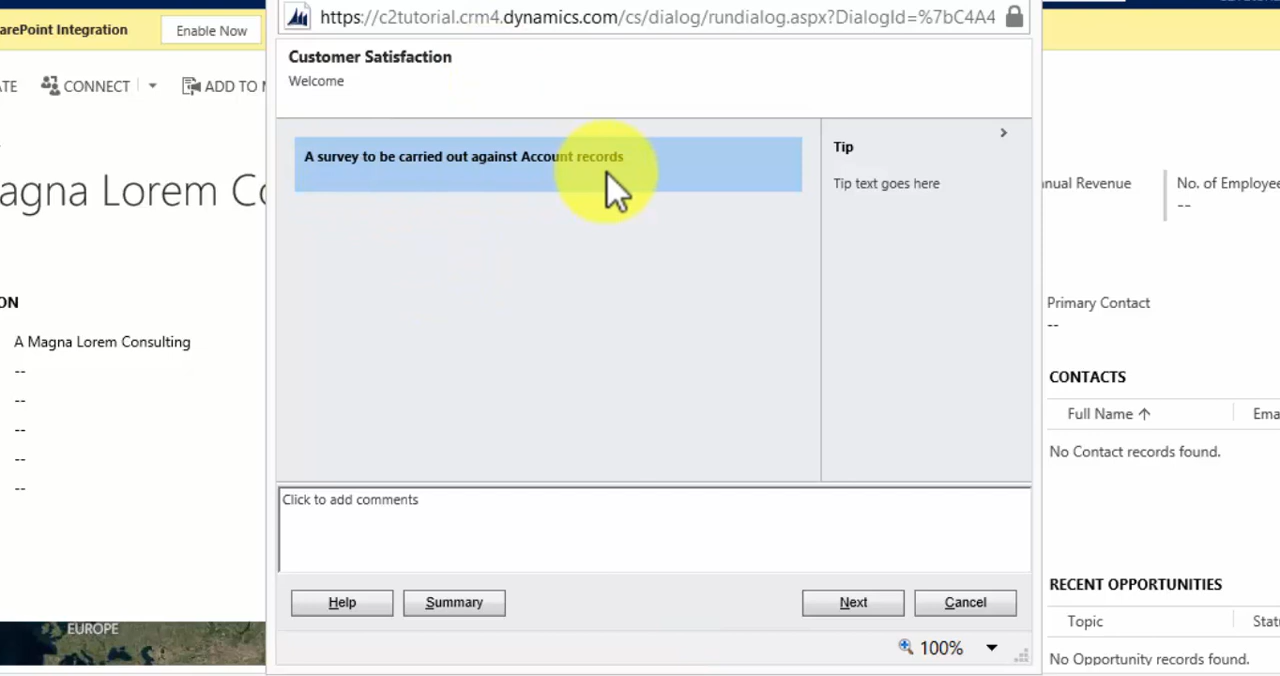 https://c2tutorial.crm4.dynamics.com/cs/dialog/rundialog.aspx?DialogId=%7bC4A4
arePoint Integration
Enable Now
Customer Satisfaction
Welcome
ATE
CONNECT
ADD TO
A survey to be carried out against Account records
Tip
Tip text goes here
agna Lorem Co
nnual Revenue
No. of Employee
--
ON
A Magna Lorem Consulting
--
--
--
--
--
Primary Contact
--
CONTACTS
Full Name
Ema
No Contact records found.
Click to add comments
Help
Summary
Next
Cancel
100%
EUROPE
RECENT OPPORTUNITIES
Topic
Stat
No Opportunity records found.